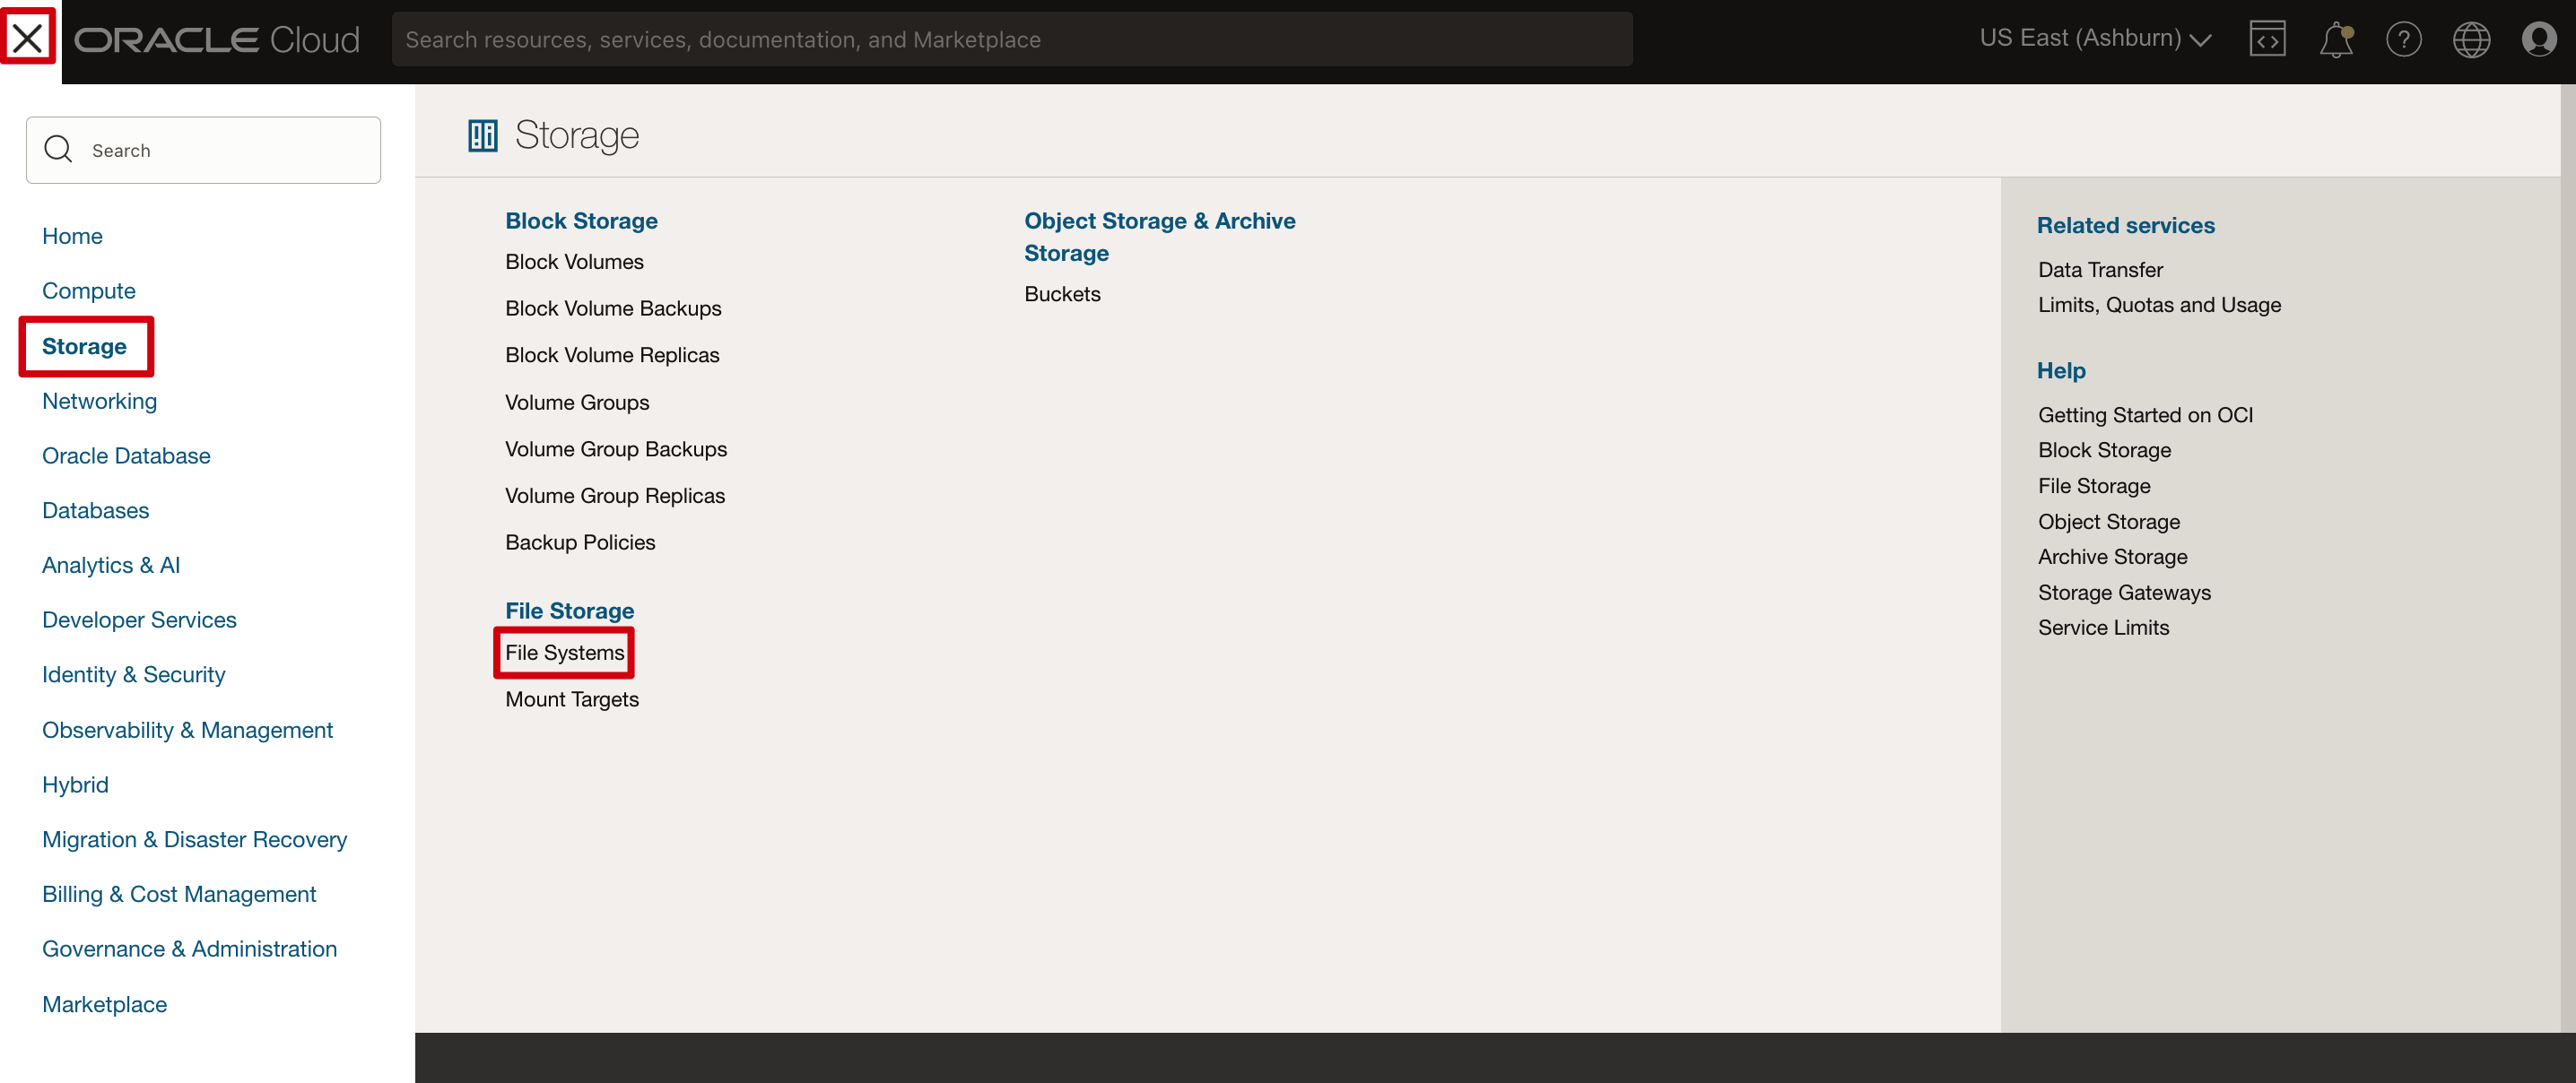 ORACLE Cloud
Search resources, services, documentation, and Marketplace
US East (Ashburn)
Search
Home
Compute
Storage
Networking
Oracle Database
Databases
Analytics & AI
Developer Services
Identity & Security
Observability & Management
Hybrid
Migration & Disaster Recovery
Billing & Cost Management
Governance & Administration
Marketplace
Storage
Block Storage
Block Volumes
Block Volume Backups
Block Volume Replicas
Volume Groups
Volume Group Backups
Volume Group Replicas
Backup Policies
File Storage
File Systems
Mount Targets
Object Storage & Archive
Storage
Buckets
Related services
Data Transfer
Limits, Quotas and Usage
Help
Getting Started on OCI
Block Storage
File Storage
Object Storage
Archive Storage
Storage Gateways
Service Limits